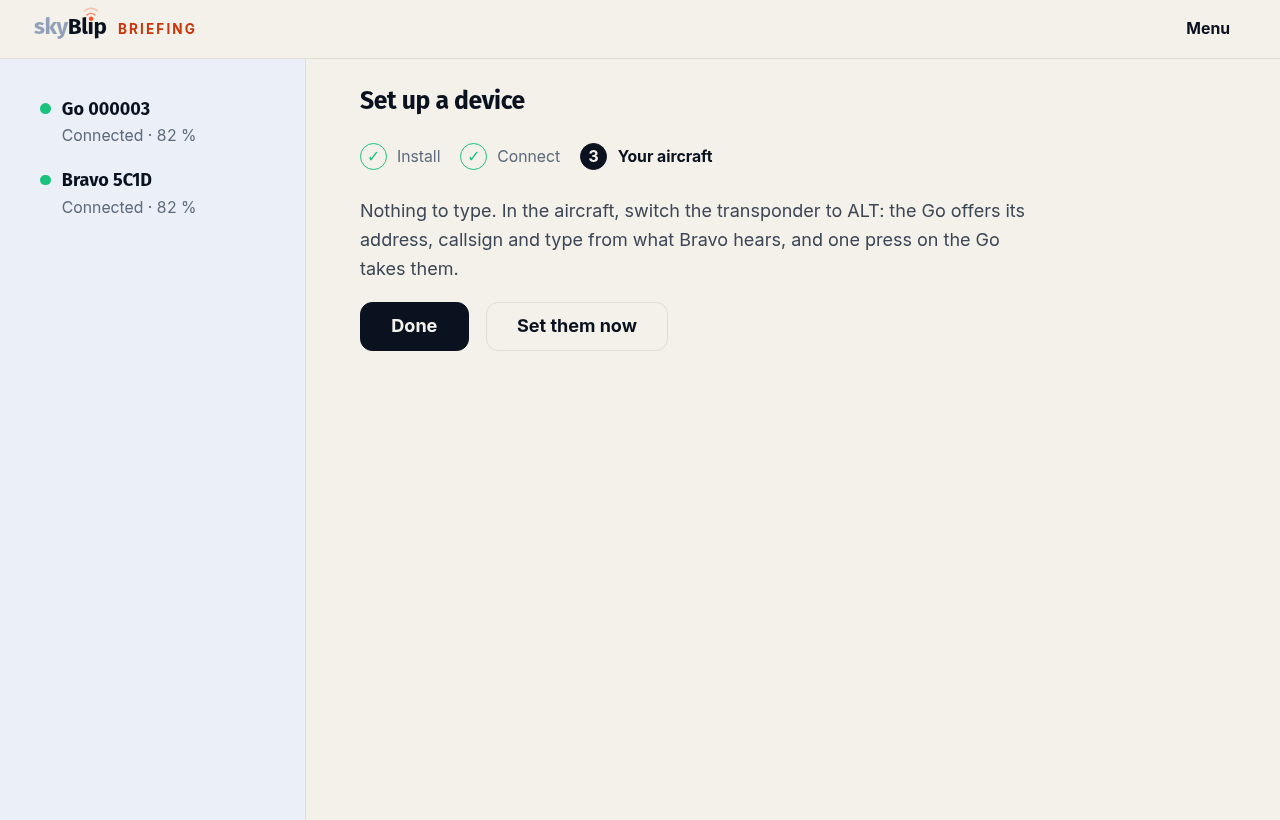 skyBlip BRIEFING
Menu
Go 000003
Connected · 82 %
Bravo 5C1D
Connected · 82 %
Set up a device
✓ Install ✓ Connect 3 Your aircraft
Nothing to type. In the aircraft, switch the transponder to ALT: the Go offers its
address, callsign and type from what Bravo hears, and one press on the Go
takes them.
Done Set them now